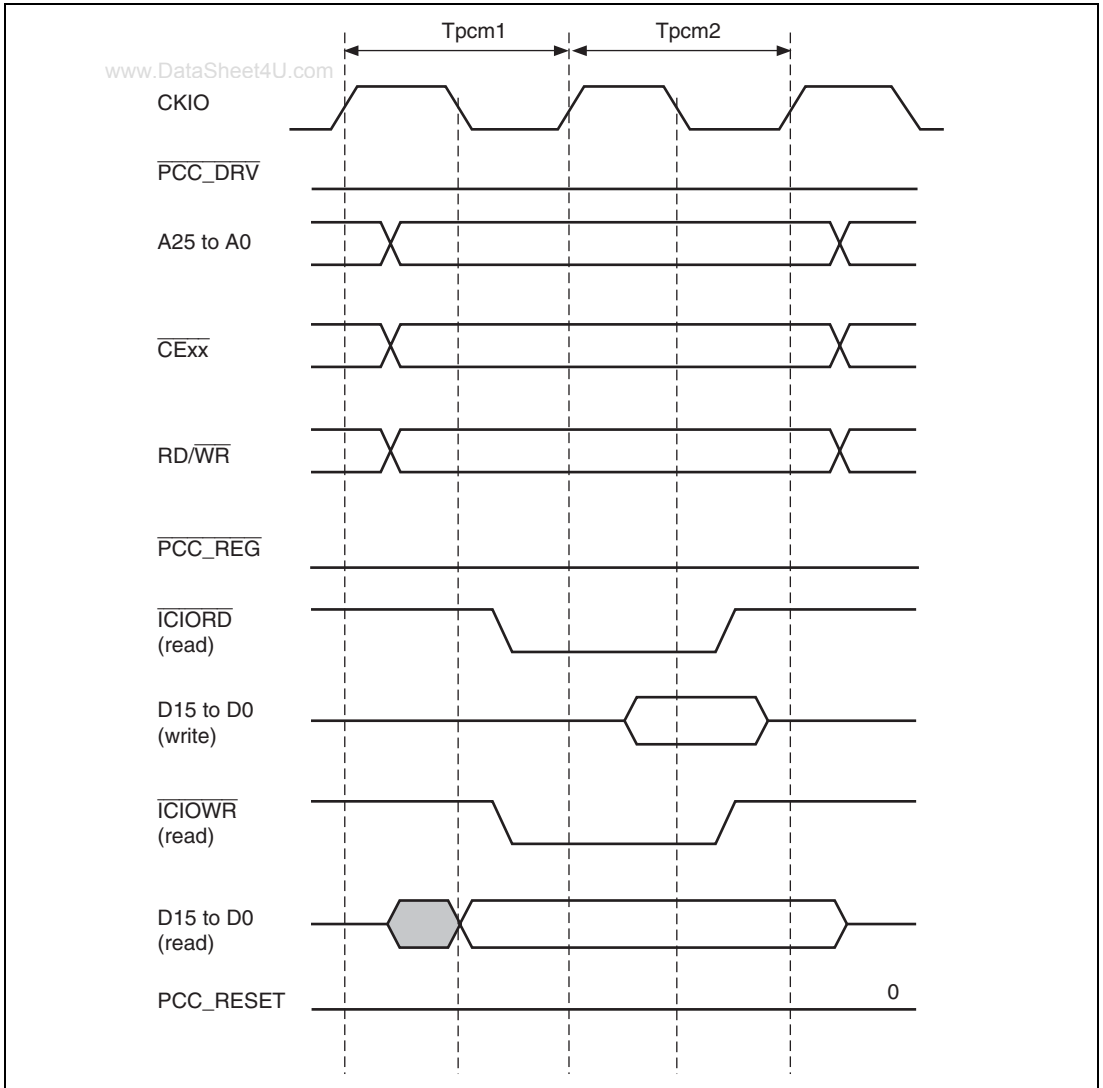 Tpcm1 Tpcm2
www.DataSheet4U.com
CKIO
PCC_DRV
A25 to A0
CExx
RD/WR
PCC_REG
ICIORD
(read)
D15 to D0
(write)
ICIOWR
(read)
D15 to D0
(read)
PCC_RESET 0